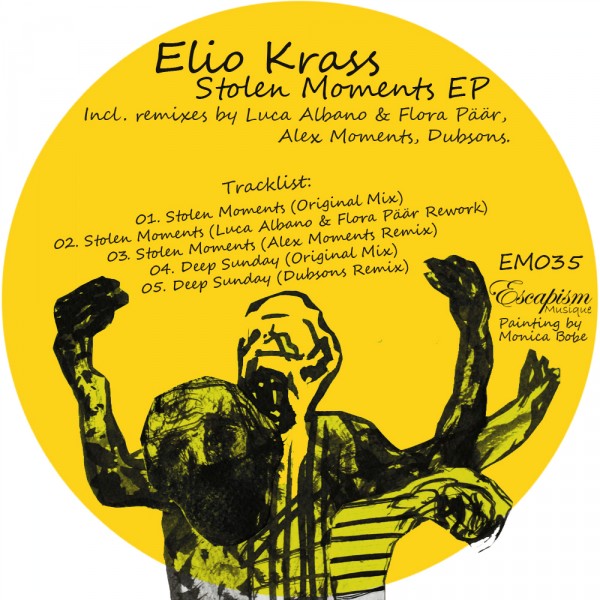 Elio Krass
Stolen Moments EP
Incl. remixes by Luca Albano & Flora Päär,
Alex Moments, Dubsons.
Tracklist:
01. Stolen Moments (Original Mix)
02. Stolen Moments (Luca Albano & Flora Päär Rework)
03. Stolen Moments (Alex Moments Remix)
04. Deep Sunday (Original Mix)
05. Deep Sunday (Dubsons Remix)
EM035
Escapism
Musique
Painting by
Monica Bobe